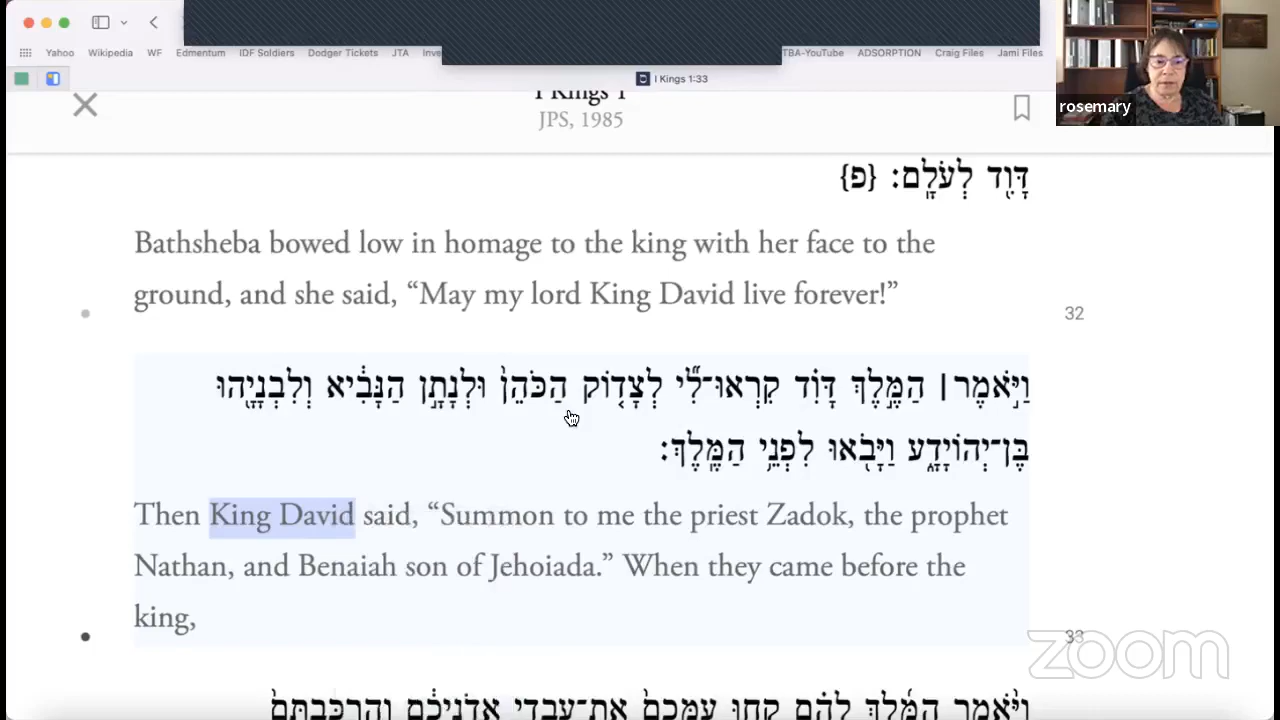 Yahoo Wikipedia WF Edmentum IDF Soldiers Dodger Tickets JTA TBA-YouTube ADSORPTION Craig Files Jami Files
I Kings 1:33
rosemary
I Kings 1
JPS, 1985
דָּוִ֖ד לְעֹלָֽם׃ {פ}
Bathsheba bowed low in homage to the king with her face to the
ground, and she said, “May my lord King David live forever!”
32
וַיֹּ֣אמֶר ׀ הַמֶּ֣לֶךְ דָּוִ֗ד קִרְאוּ־לִ֞י לְצָד֤וֹק הַכֹּהֵן֙ וּלְנָתָ֣ן הַנָּבִ֔יא וְלִבְנָיָ֖הוּ
בֶּן־יְהוֹיָדָ֑ע וַיָּבֹ֖אוּ לִפְנֵ֥י הַמֶּֽלֶךְ׃
Then King David said, “Summon to me the priest Zadok, the prophet
Nathan, and Benaiah son of Jehoiada.” When they came before the
king,
33
zoom
וַיֹּ֨אמֶר הַמֶּ֜לֶךְ לָהֶ֗ם קְח֤וּ עִמָּכֶם֙ אֶת־עַבְדֵ֣י אֲדֹנֵיכֶ֔ם וְהִרְכַּבְתֶּם֙